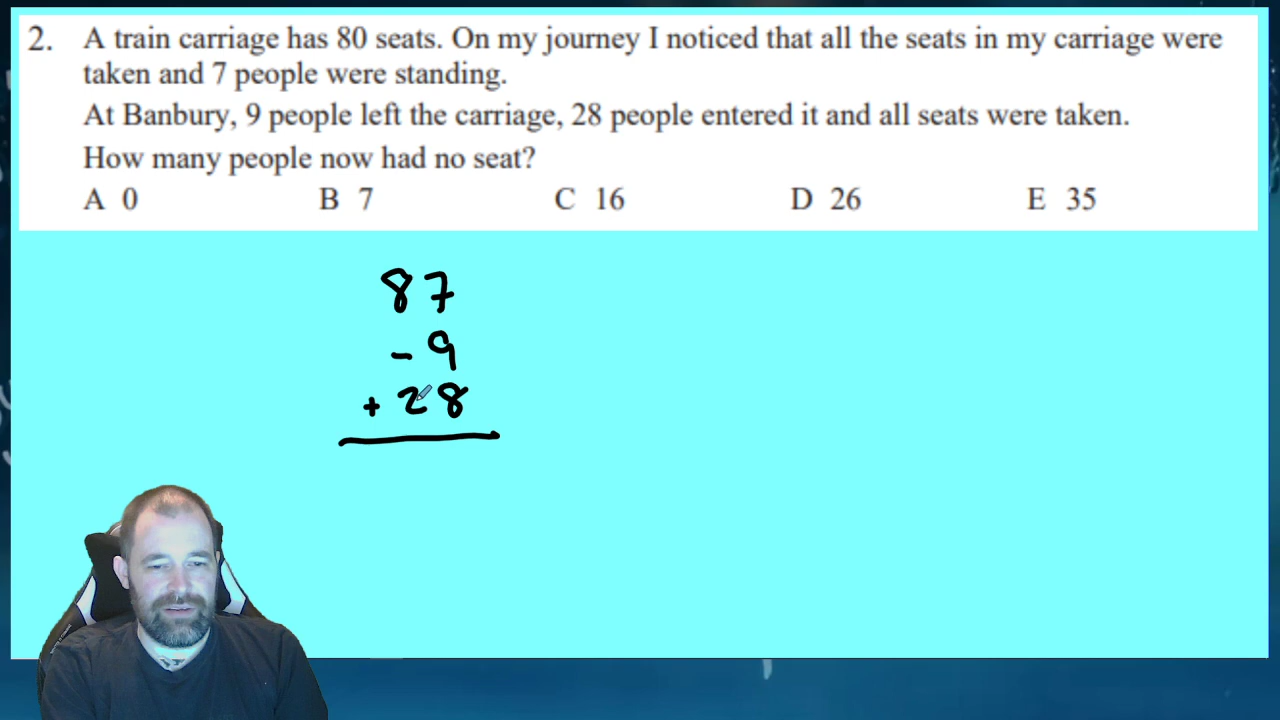 2. A train carriage has 80 seats. On my journey I noticed that all the seats in my carriage were
taken and 7 people were standing.
At Banbury, 9 people left the carriage, 28 people entered it and all seats were taken.
How many people now had no seat?
A 0 B 7 C 16 D 26 E 35
87
- 9
+ 28